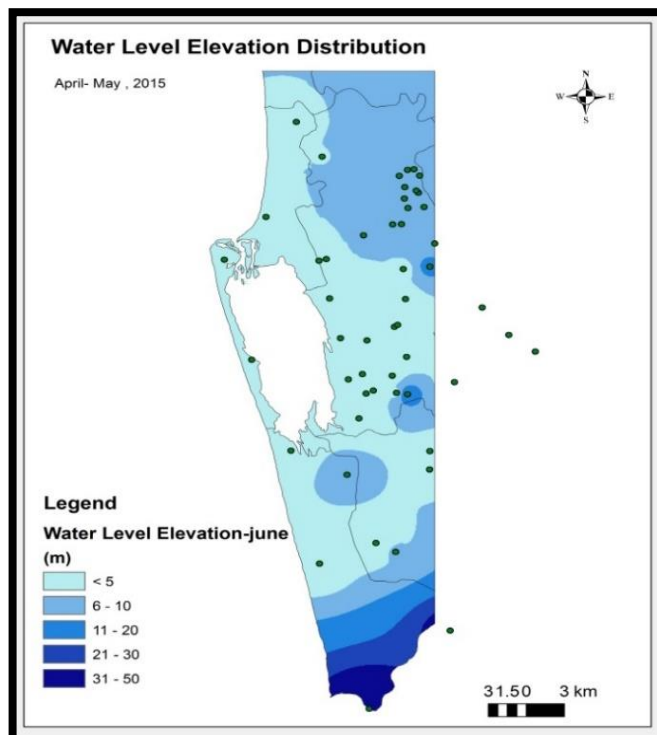 Water Level Elevation Distribution
April- May , 2015
N
W E
S
Legend
Water Level Elevation-june
(m)
< 5
6 - 10
11 - 20
21 - 30
31 - 50
31.50 3 km